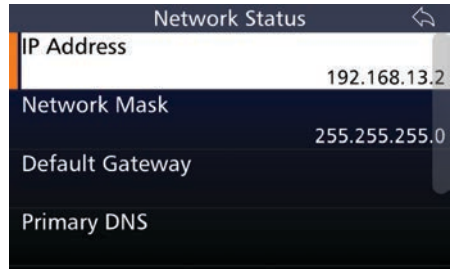 Network Status
IP Address
192.168.13.2
Network Mask
255.255.255.0
Default Gateway
Primary DNS